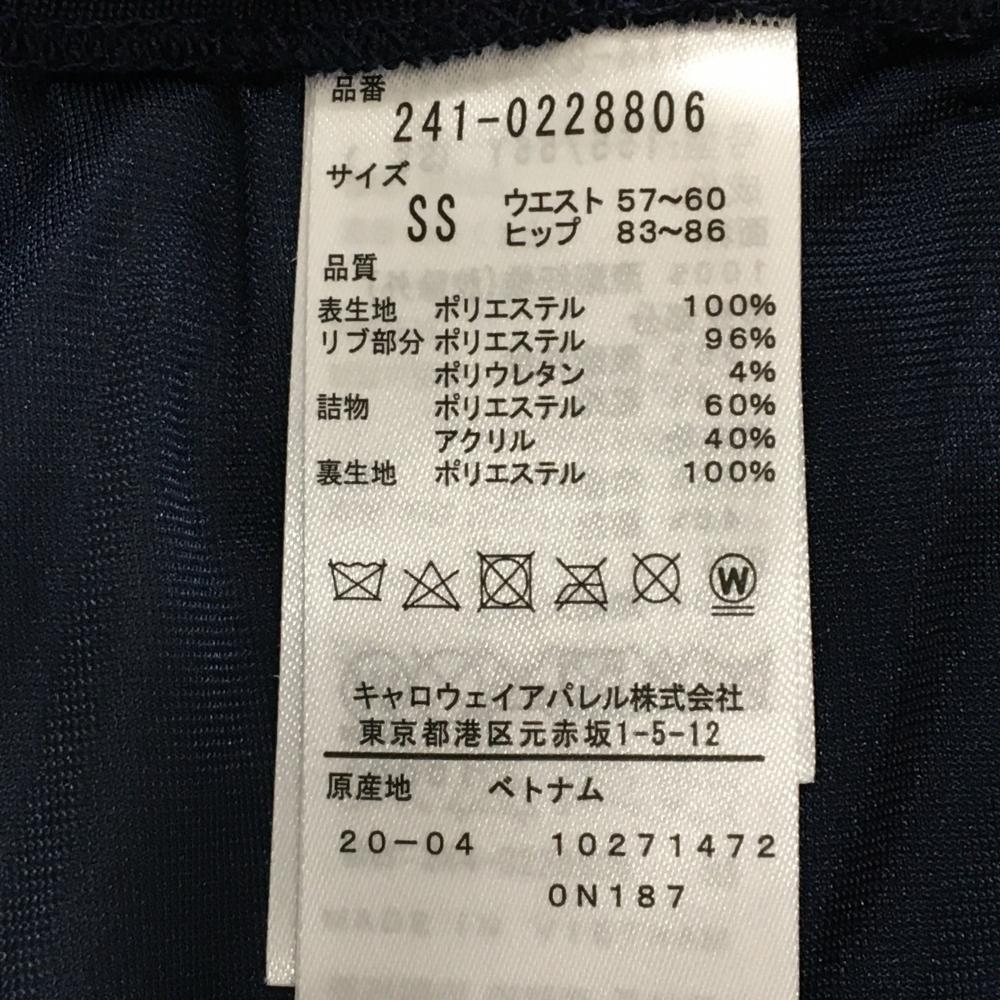 品番
241-0228806
サイズ
SS ウエスト 57〜60
ヒップ 83〜86
品質
表生地 ポリエステル 100%
リブ部分 ポリエステル 96%
ポリウレタン 4%
詰物 ポリエステル 60%
アクリル 40%
裏生地 ポリエステル 100%
W
キャロウェイアパレル株式会社
東京都港区元赤坂1-5-12
原産地 ベトナム
20-04 10271472
0N187